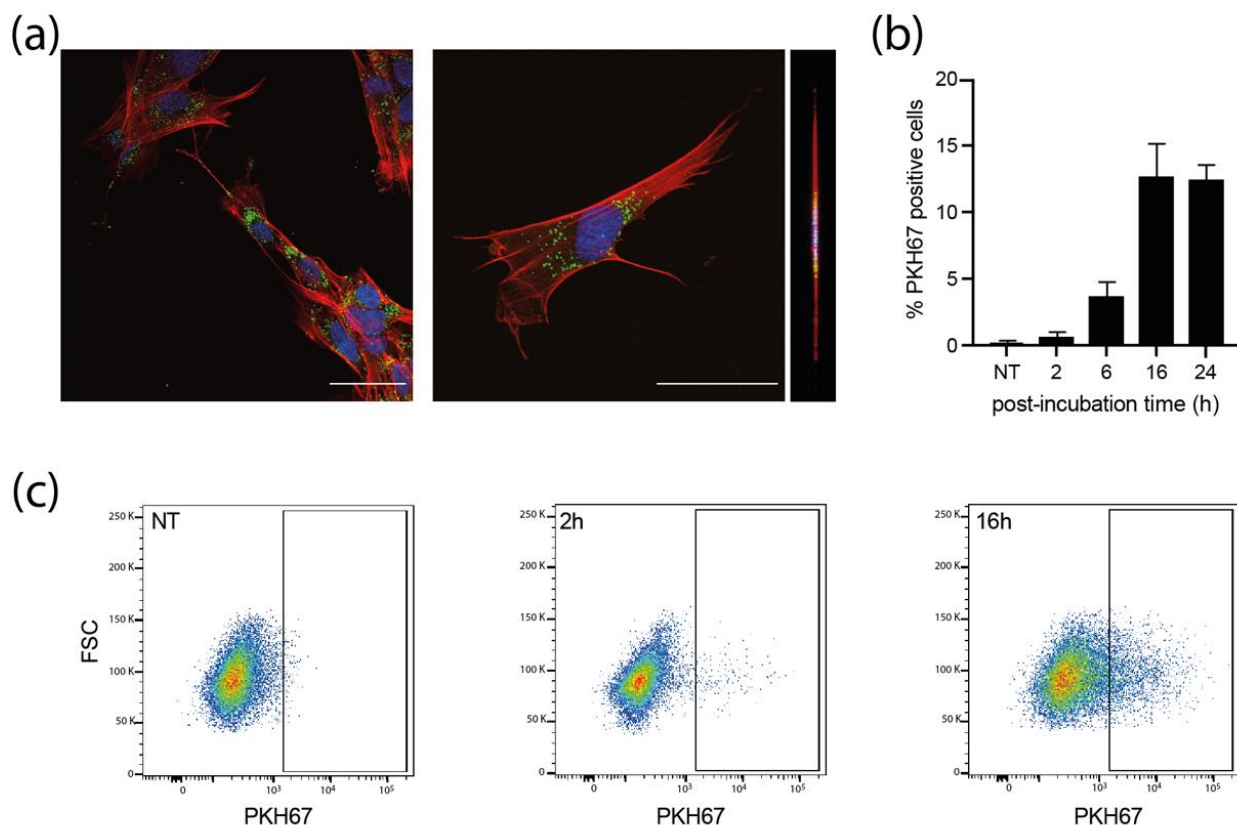 (a)
(b)
% PKH67 positive cells
20
15
10
5
0
NT 2 6 16 24
post-incubation time (h)
(c)
NT
250 K
200 K
150 K
100 K
50 K
0
0 10³ 10⁴ 10⁵
FSC
PKH67
2h
250 K
200 K
150 K
100 K
50 K
0
0 10³ 10⁴ 10⁵
PKH67
16h
250 K
200 K
150 K
100 K
50 K
0
0 10³ 10⁴ 10⁵
PKH67